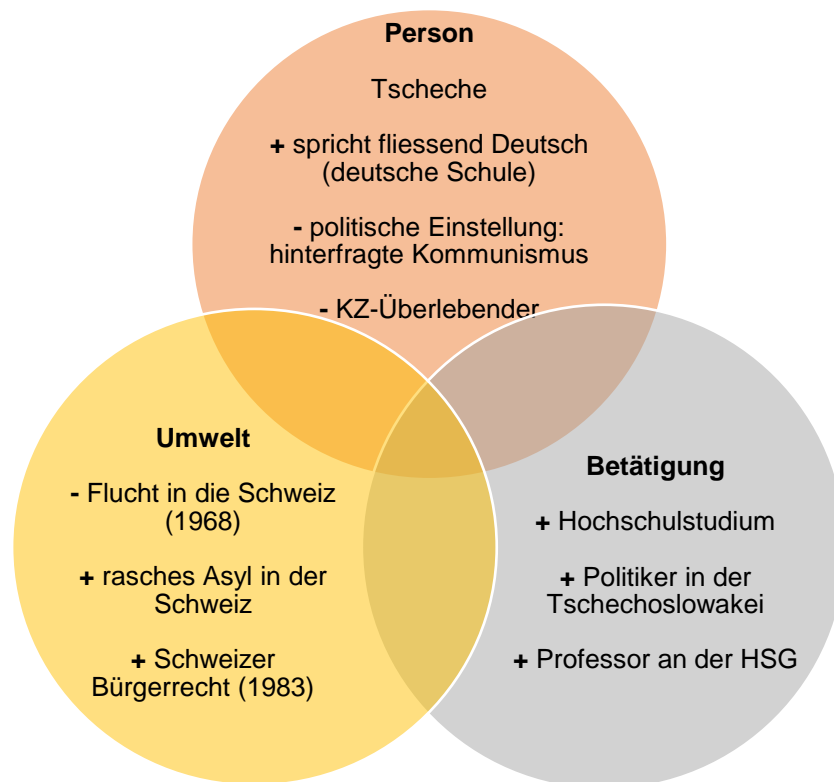 Person
Tscheche
+ spricht fliessend Deutsch
(deutsche Schule)
- politische Einstellung:
hinterfragte Kommunismus
- KZ-Überlebender
Umwelt
- Flucht in die Schweiz
(1968)
+ rasches Asyl in der
Schweiz
+ Schweizer
Bürgerrecht (1983)
Betätigung
+ Hochschulstudium
+ Politiker in der
Tschechoslowakei
+ Professor an der HSG